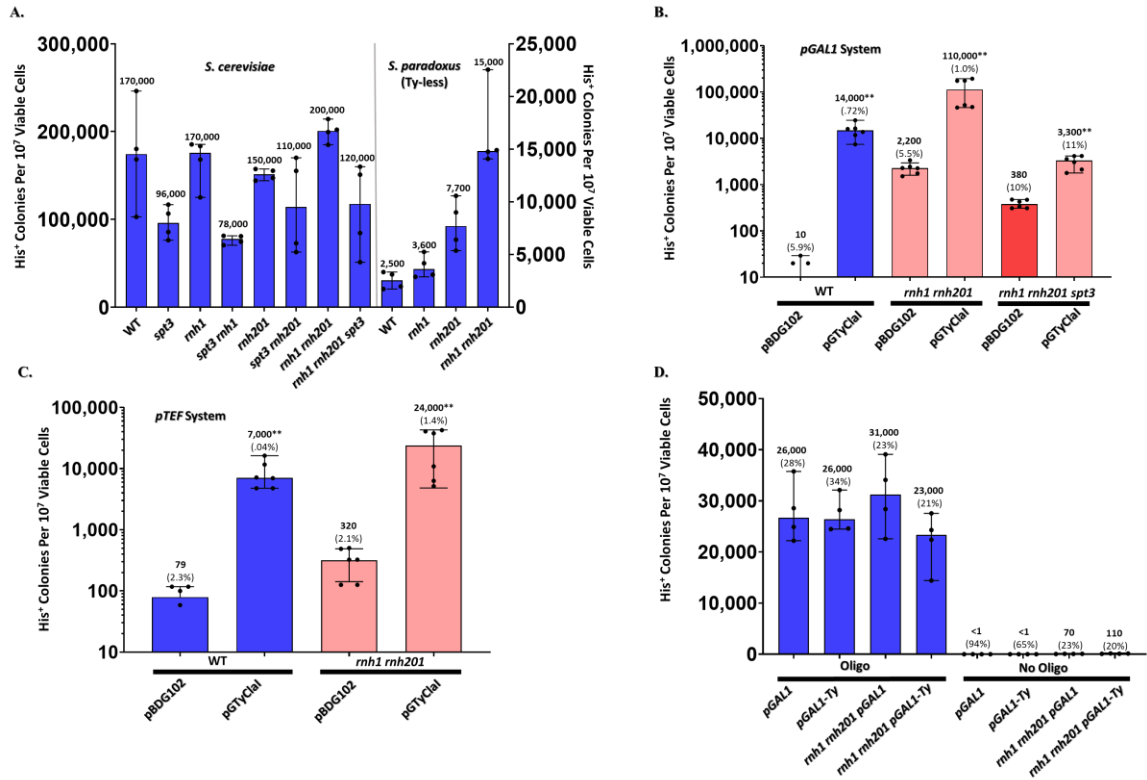 A.
His⁺ Colonies Per 10⁷ Viable Cells
300,000
200,000
100,000
0
S. cerevisiae
S. paradoxus
(Ty-less)
25,000
20,000
15,000
10,000
5,000
0
His⁺ Colonies Per 10⁷ Viable Cells
170,000
96,000
170,000
78,000
150,000
110,000
200,000
120,000
2,500
3,600
7,700
15,000
WT
spt3
rnh1
spt3 rnh1
rnh201
spt3 rnh201
rnh1 rnh201
rnh1 rnh201 spt3
WT
rnh1
rnh201
rnh1 rnh201
B.
pGAL1 System
His⁺ Colonies Per 10⁷ Viable Cells
1,000,000
100,000
10,000
1,000
100
10
10
(5.9%)
14,000**
(.72%)
2,200
(5.5%)
110,000**
(1.0%)
380
(10%)
3,300**
(11%)
WT
rnh1 rnh201
rnh1 rnh201 spt3
pBDG102
pGTyClaI
pBDG102
pGTyClaI
pBDG102
pGTyClaI
C.
pTEF System
His⁺ Colonies Per 10⁷ Viable Cells
100,000
10,000
1,000
100
10
79
(2.3%)
7,000**
(.04%)
320
(2.1%)
24,000**
(1.4%)
WT
rnh1 rnh201
pBDG102
pGTyClaI
pBDG102
pGTyClaI
D.
His⁺ Colonies Per 10⁷ Viable Cells
50,000
40,000
30,000
20,000
10,000
0
26,000
(28%)
26,000
(34%)
31,000
(23%)
23,000
(21%)
<1
(94%)
<1
(65%)
70
(23%)
110
(20%)
Oligo
No Oligo
pGAL1
pGAL1-Ty
rnh1 rnh201 pGAL1
rnh1 rnh201 pGAL1-Ty
pGAL1
pGAL1-Ty
rnh1 rnh201 pGAL1
rnh1 rnh201 pGAL1-Ty